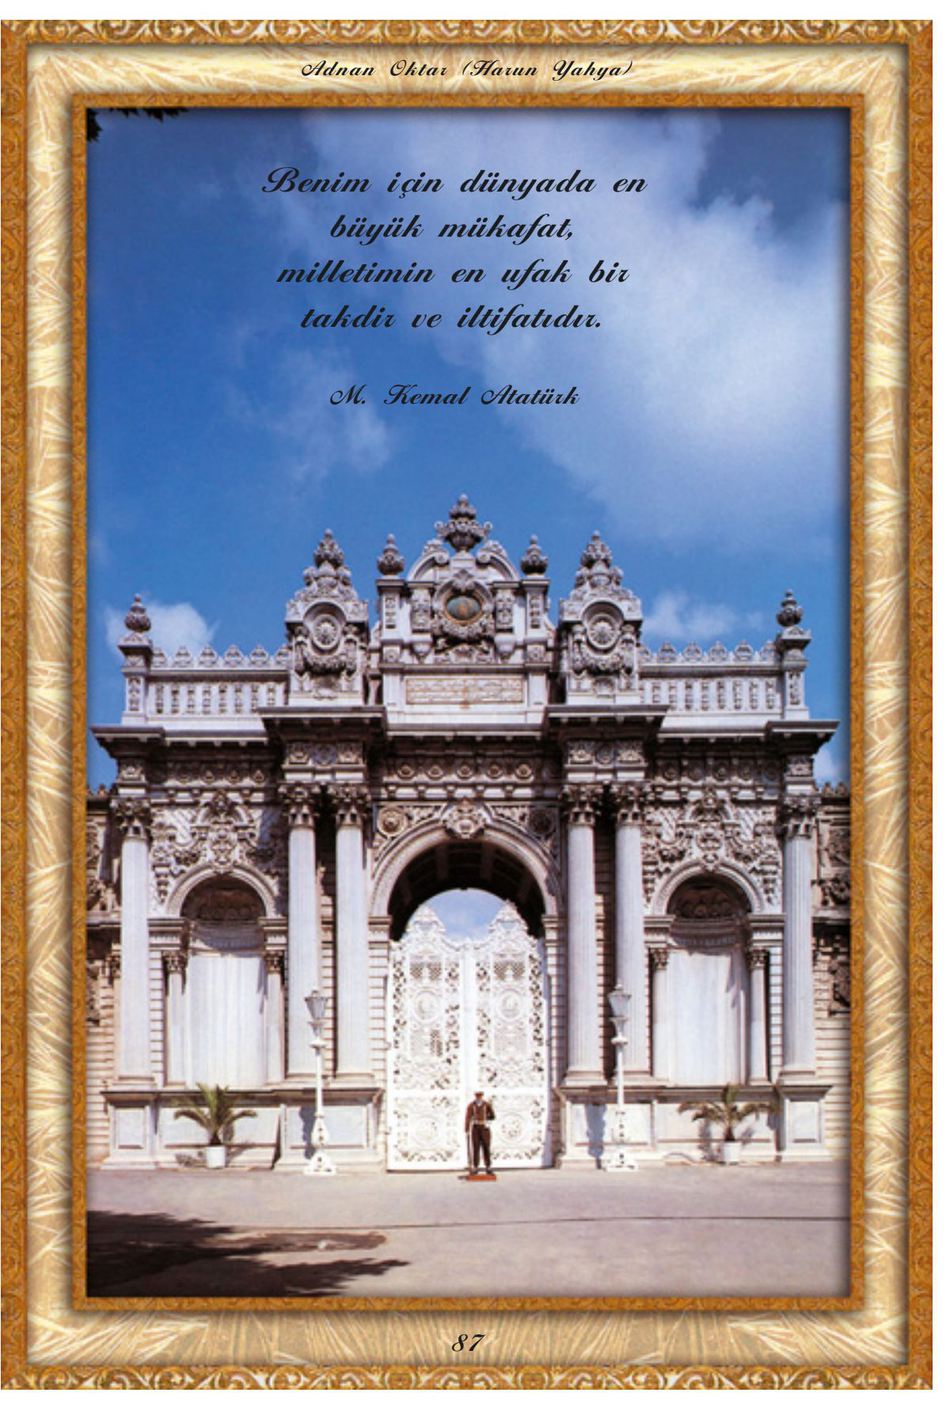 Adnan Oktar (Harun Yahya)
Benim için dünyada en
büyük mükafat,
milletimin en ufak bir
takdir ve iltifatıdır.
M. Kemal Atatürk
87